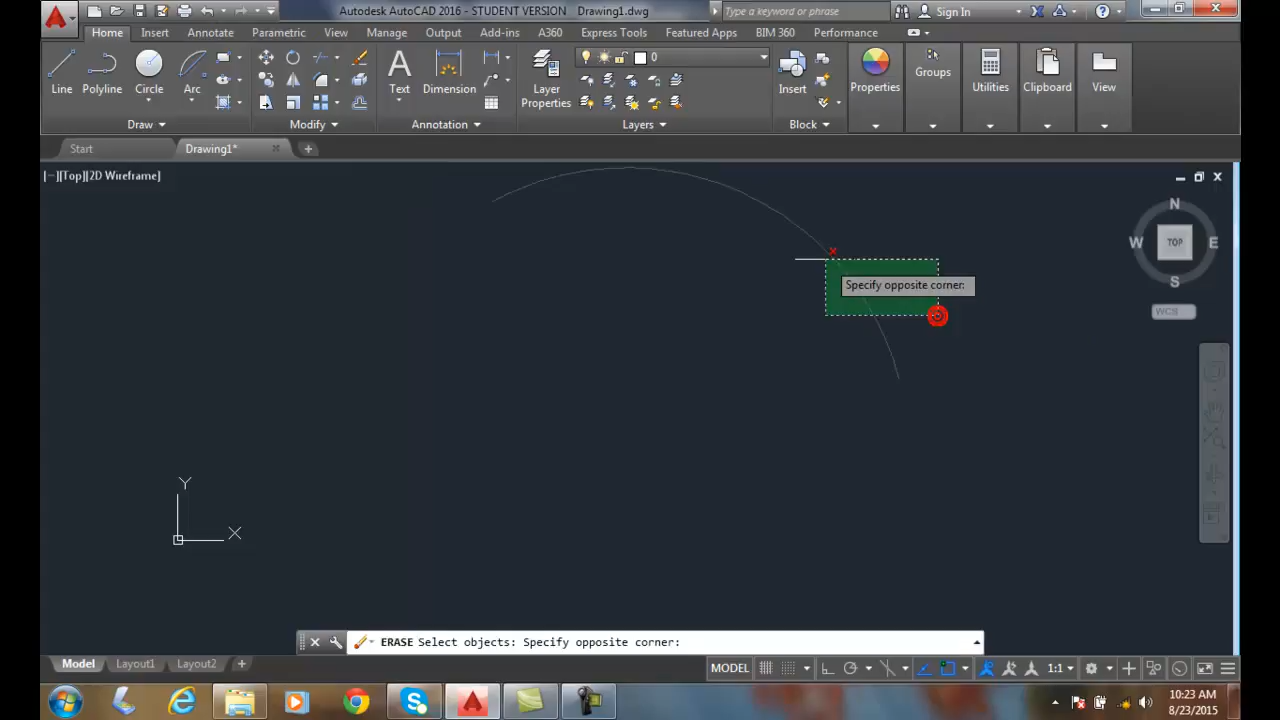 Autodesk AutoCAD 2016 - STUDENT VERSION Drawing1.dwg
Type a keyword or phrase
Sign In
Home Insert Annotate Parametric View Manage Output Add-ins A360 Express Tools Featured Apps BIM 360 Performance
0
Line Polyline Circle Arc Text Dimension Layer Properties Insert Properties Groups Utilities Clipboard View
Draw Modify Annotation Layers Block
Start Drawing1*
[−][Top][2D Wireframe]
N
W TOP E
S
WCS
Specify opposite corner:
Y
X
ERASE Select objects: Specify opposite corner:
Model Layout1 Layout2
MODEL 1:1
10:23 AM
8/23/2015